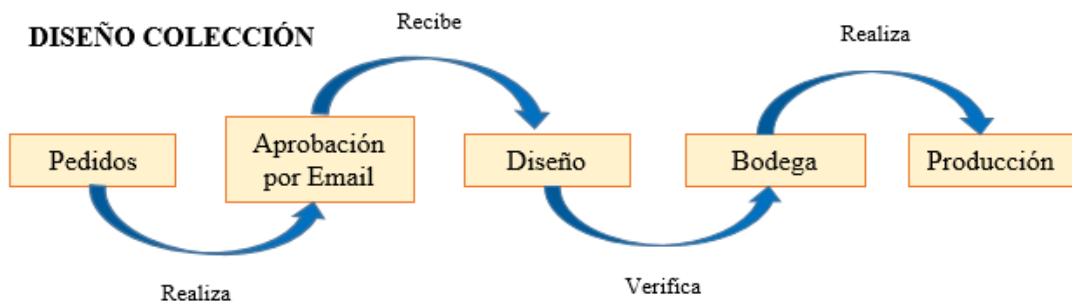 DISEÑO COLECCIÓN
Recibe
Realiza
Pedidos
Aprobación
por Email
Diseño
Bodega
Producción
Realiza
Verifica